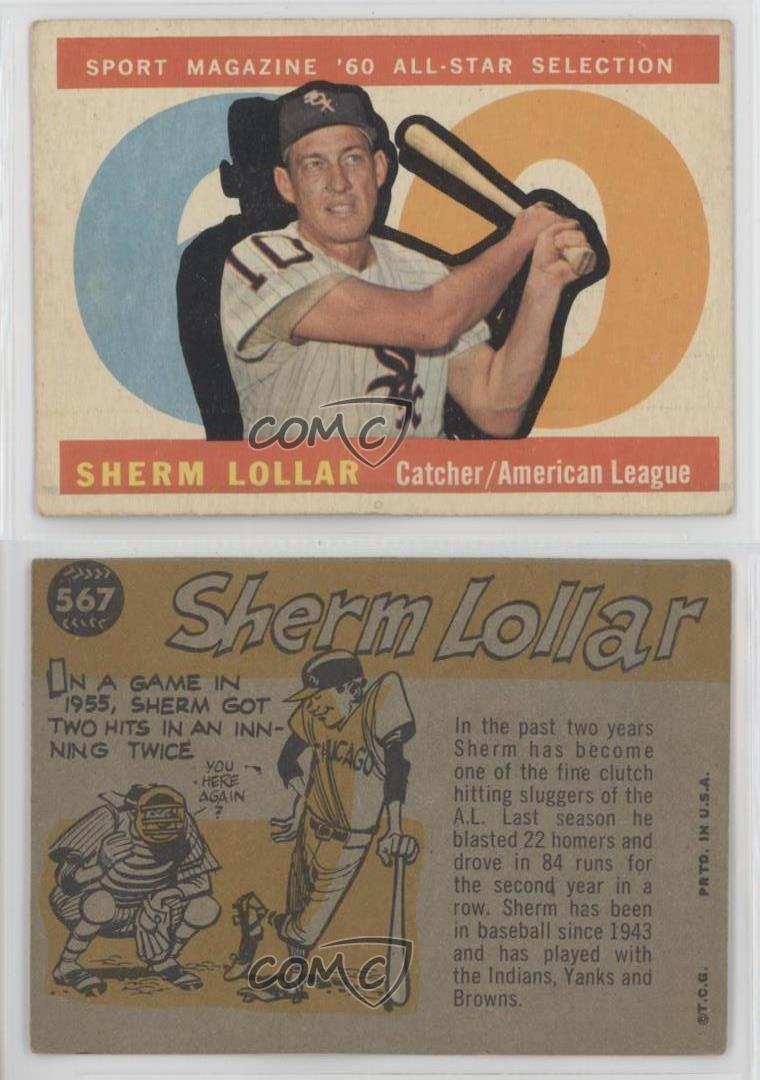 SPORT MAGAZINE '60 ALL-STAR SELECTION
SOX
10
SOX
COMC
SHERM LOLLAR Catcher/American League
567
Sherm Lollar
IN A GAME IN
1955, SHERM GOT
TWO HITS IN AN INN-
NING TWICE
YOU
HERE
AGAIN
?
CHICAGO
In the past two years
Sherm has become
one of the fine clutch
hitting sluggers of the
A.L. Last season he
blasted 22 homers and
drove in 84 runs for
the second year in a
row. Sherm has been
in baseball since 1943
and has played with
the Indians, Yanks and
Browns.
©T.C.G. PRTD. IN U.S.A.
COMC